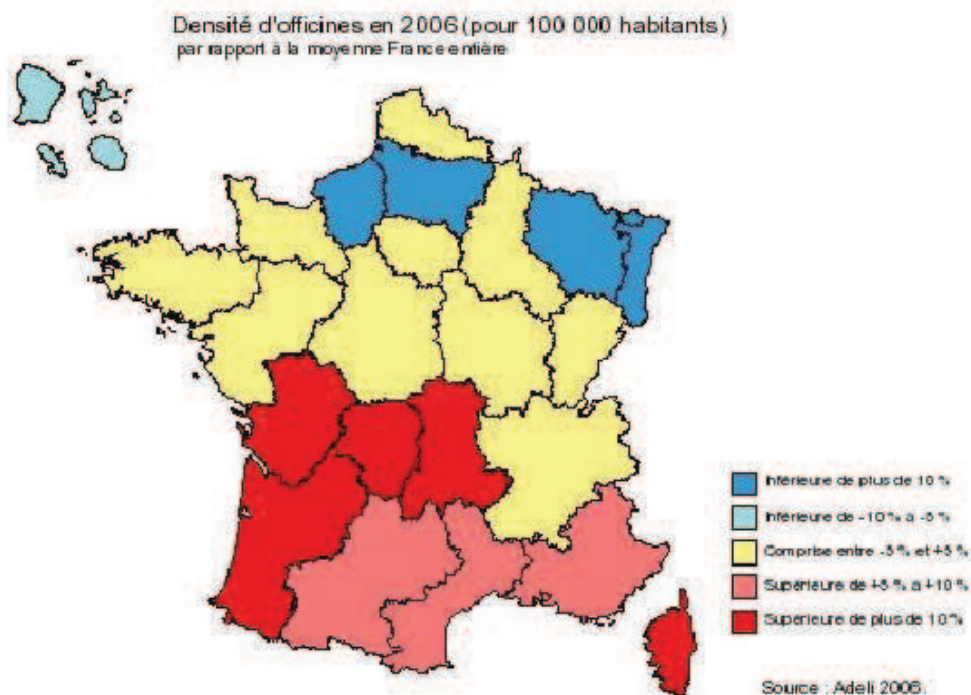 Densité d'officines en 2006 (pour 100 000 habitants)
par rapport à la moyenne France entière
Inférieure de plus de 10 %
Inférieure de -10 % à -5 %
Comprise entre -5 % et +5 %
Supérieure de +5 % à +10 %
Supérieure de plus de 10 %
Source : Adeli 2006.